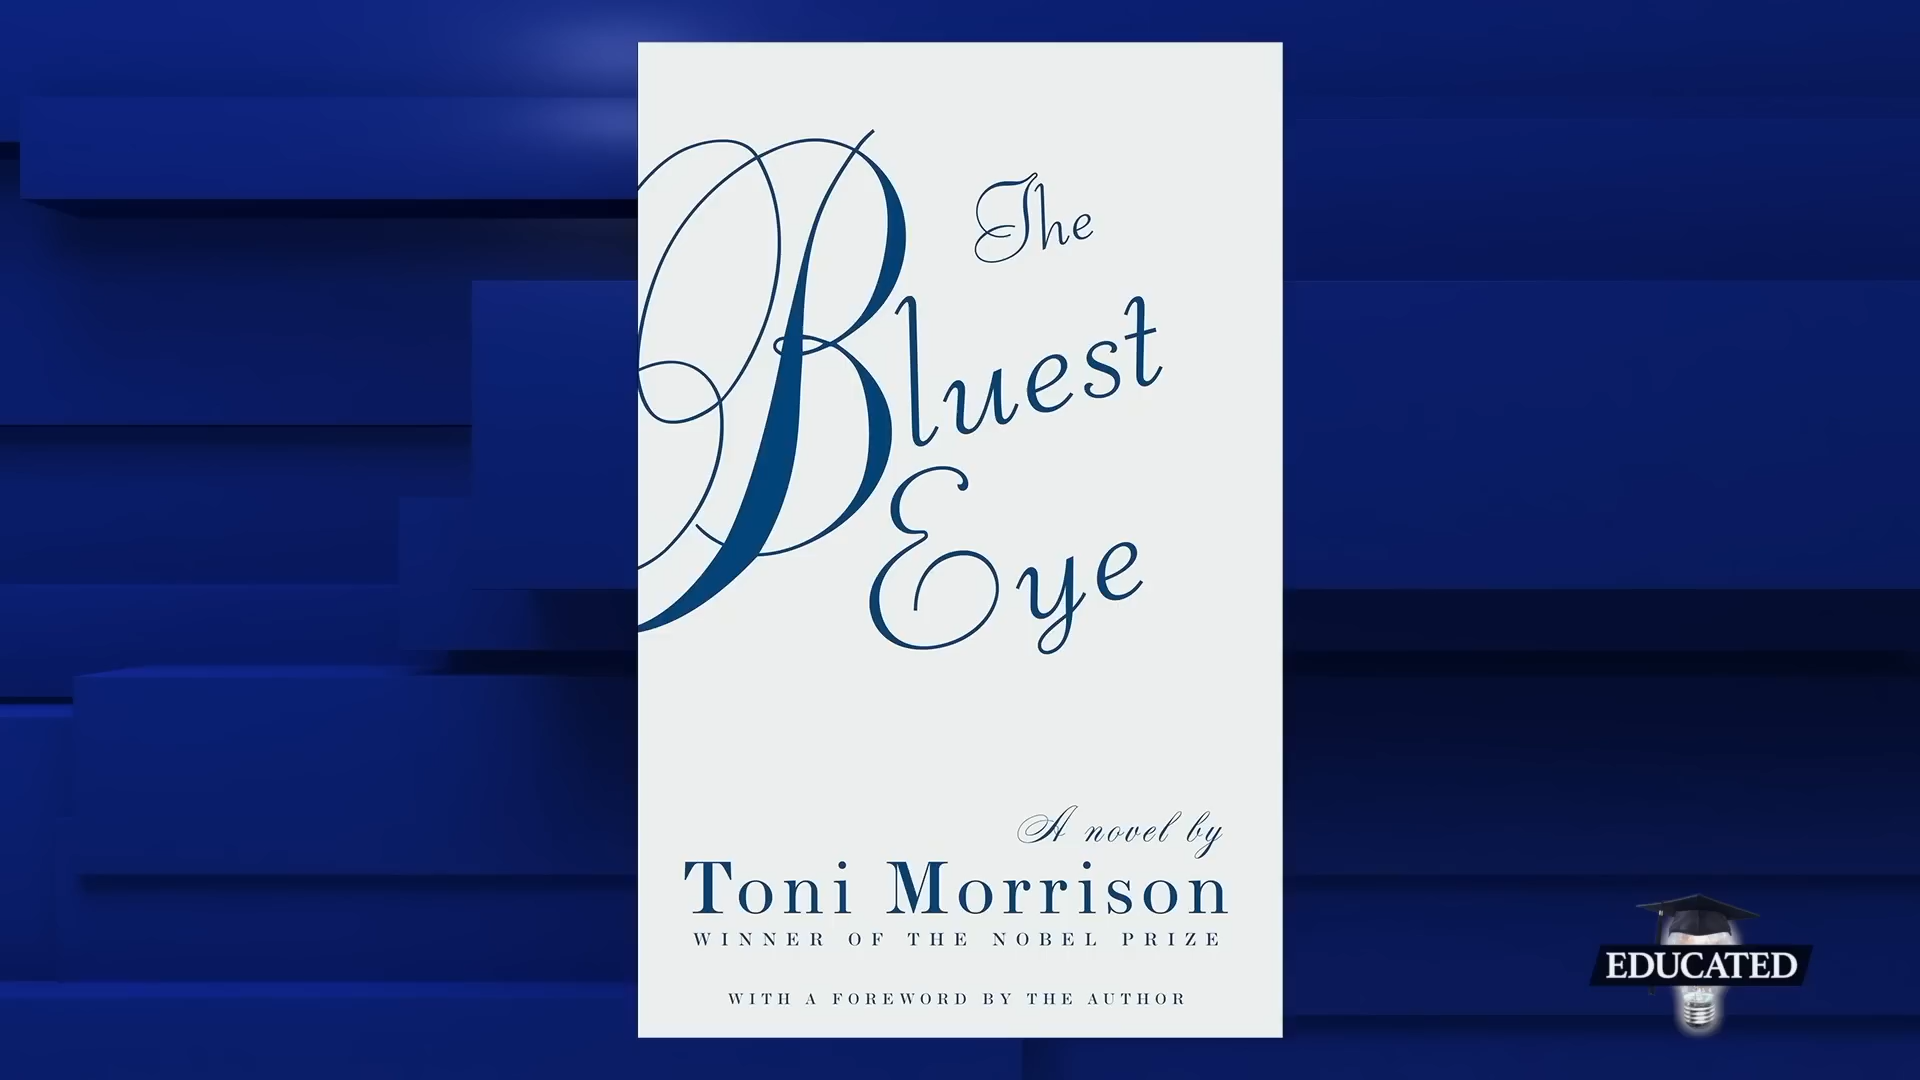 The
Bluest
Eye
A novel by
Toni Morrison
WINNER OF THE NOBEL PRIZE
WITH A FOREWORD BY THE AUTHOR
EDUCATED